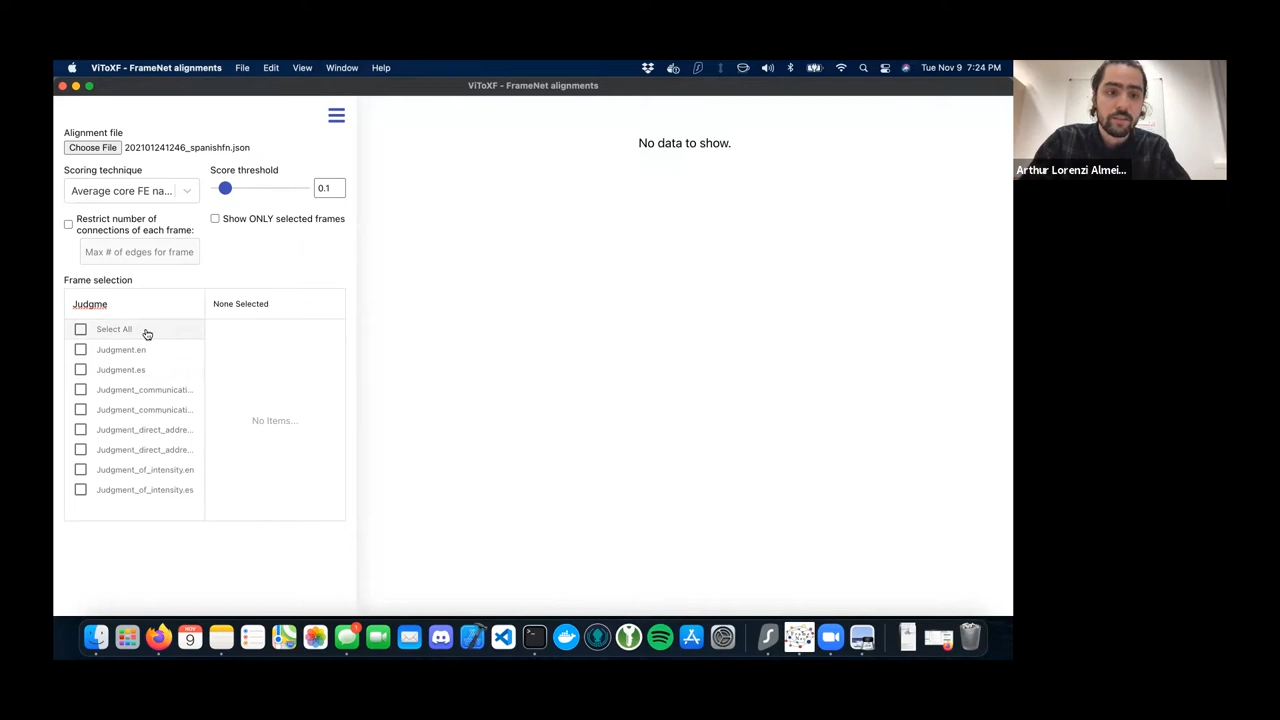 ViToXF - FrameNet alignments File Edit View Window Help Tue Nov 9 7:24 PM
ViToXF - FrameNet alignments
Alignment file
Choose File 202101241246_spanishfn.json
Scoring technique Score threshold
Average core FE na... 0.1
Restrict number of
connections of each frame:
Show ONLY selected frames
Max # of edges for frame
Frame selection
Judgme None Selected
Select All
Judgment.en
Judgment.es
Judgment_communicati...
Judgment_communicati...
Judgment_direct_addre...
Judgment_direct_addre...
Judgment_of_intensity.en
Judgment_of_intensity.es
No Items...
No data to show.
Arthur Lorenzi Almei...
NOV
9
1